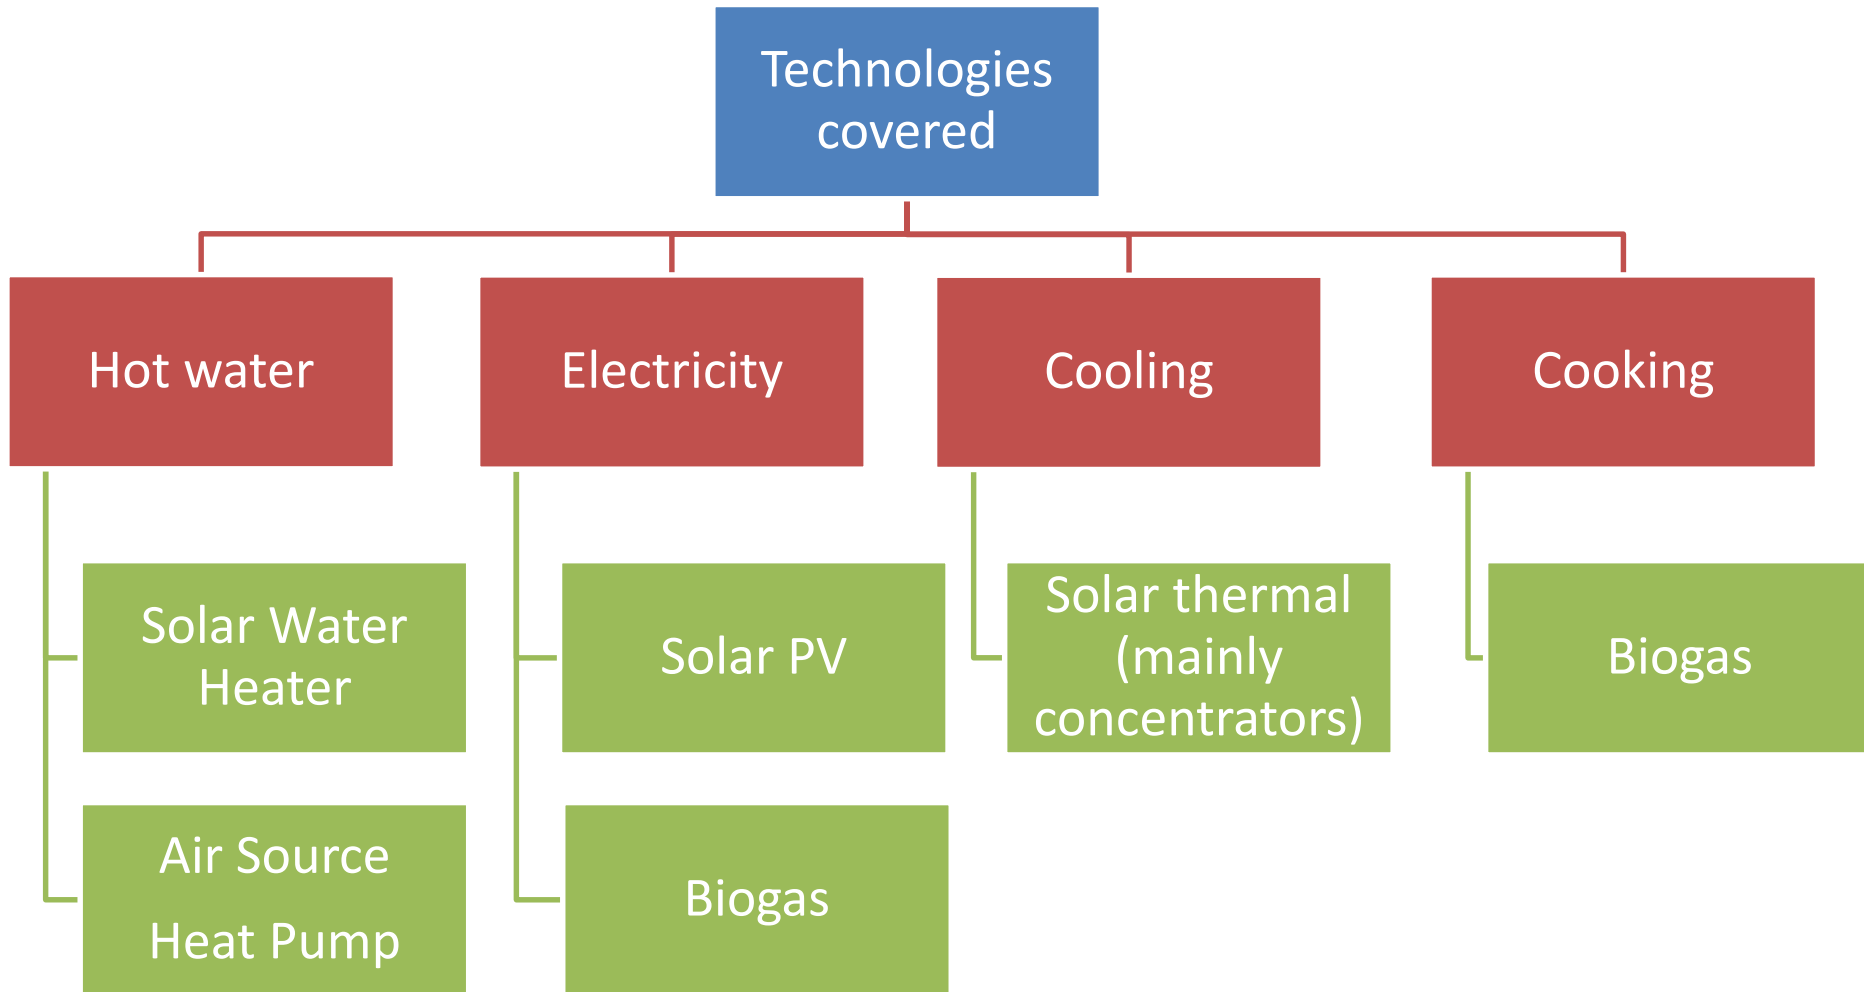 Technologies
covered
Hot water
Electricity
Cooling
Cooking
Solar Water
Heater
Solar PV
Solar thermal
(mainly
concentrators)
Biogas
Air Source
Heat Pump
Biogas